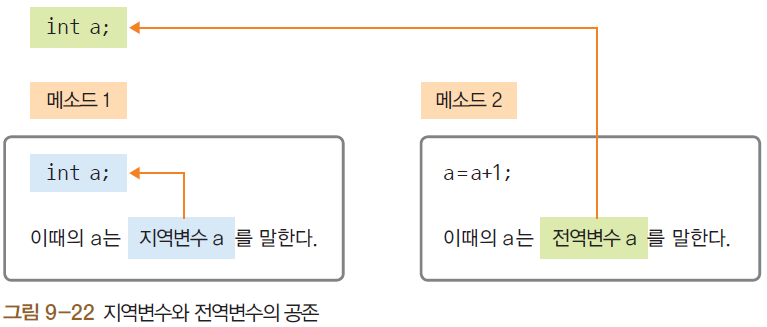 int a;
메소드 1
int a;
이때의 a는 지역변수 a 를 말한다.
메소드 2
a=a+1;
이때의 a는 전역변수 a 를 말한다.
그림 9-22 지역변수와 전역변수의 공존